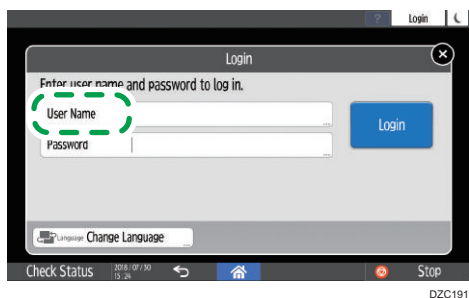 ? Login
Login
Enter user name and password to log in.
User Name
Login
Password
Language Change Language
Check Status 2018/07/30 15:24 Stop
DZC191